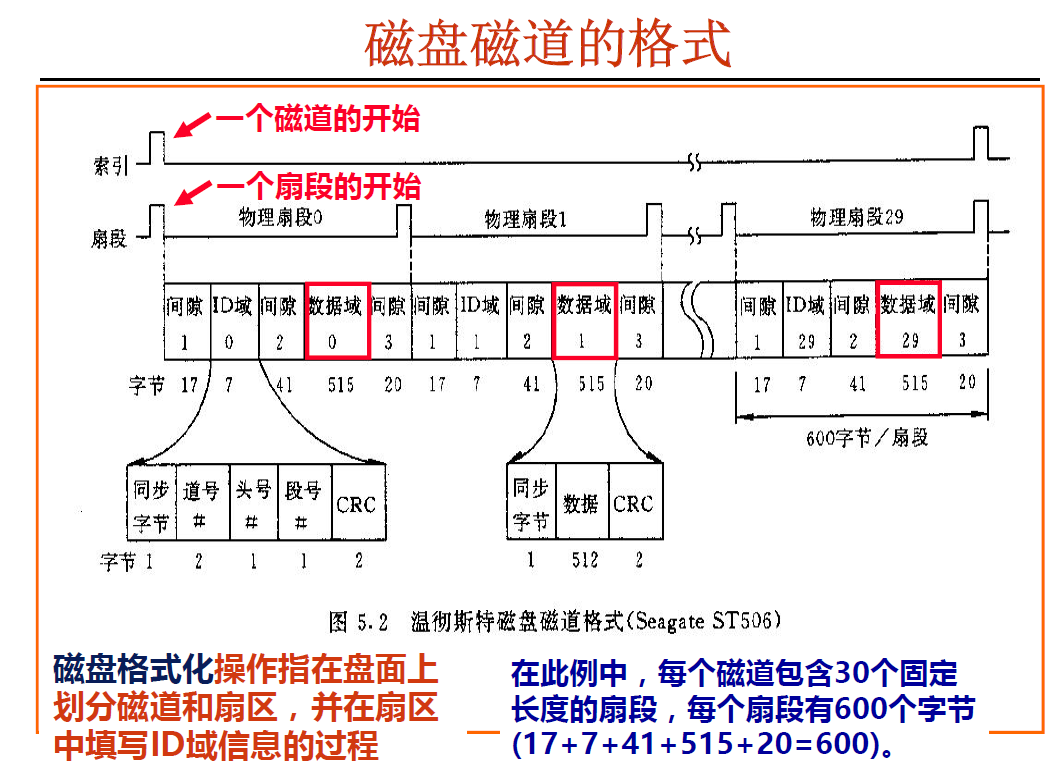 磁盘磁道的格式
一个磁道的开始
索引
一个扇段的开始
扇段 物理扇段0 物理扇段1 物理扇段29
间隙 ID域 间隙 数据域 间隙 间隙 ID域 间隙 数据域 间隙 间隙 ID域 间隙 数据域 间隙
1 0 2 0 3 1 1 2 1 3 1 29 2 29 3
字节 17 7 41 515 20 17 7 41 515 20 17 7 41 515 20
600字节/扇段
同步 道号 头号 段号 CRC 同步 数据 CRC
字节 # # # 字节
字节 1 2 1 1 2 1 512 2
图 5.2 温彻斯特磁盘磁道格式(Seagate ST506)
磁盘格式化操作指在盘面上
划分磁道和扇区，并在扇区
中填写ID域信息的过程
在此例中，每个磁道包含30个固定
长度的扇段，每个扇段有600个字节
(17+7+41+515+20=600)。